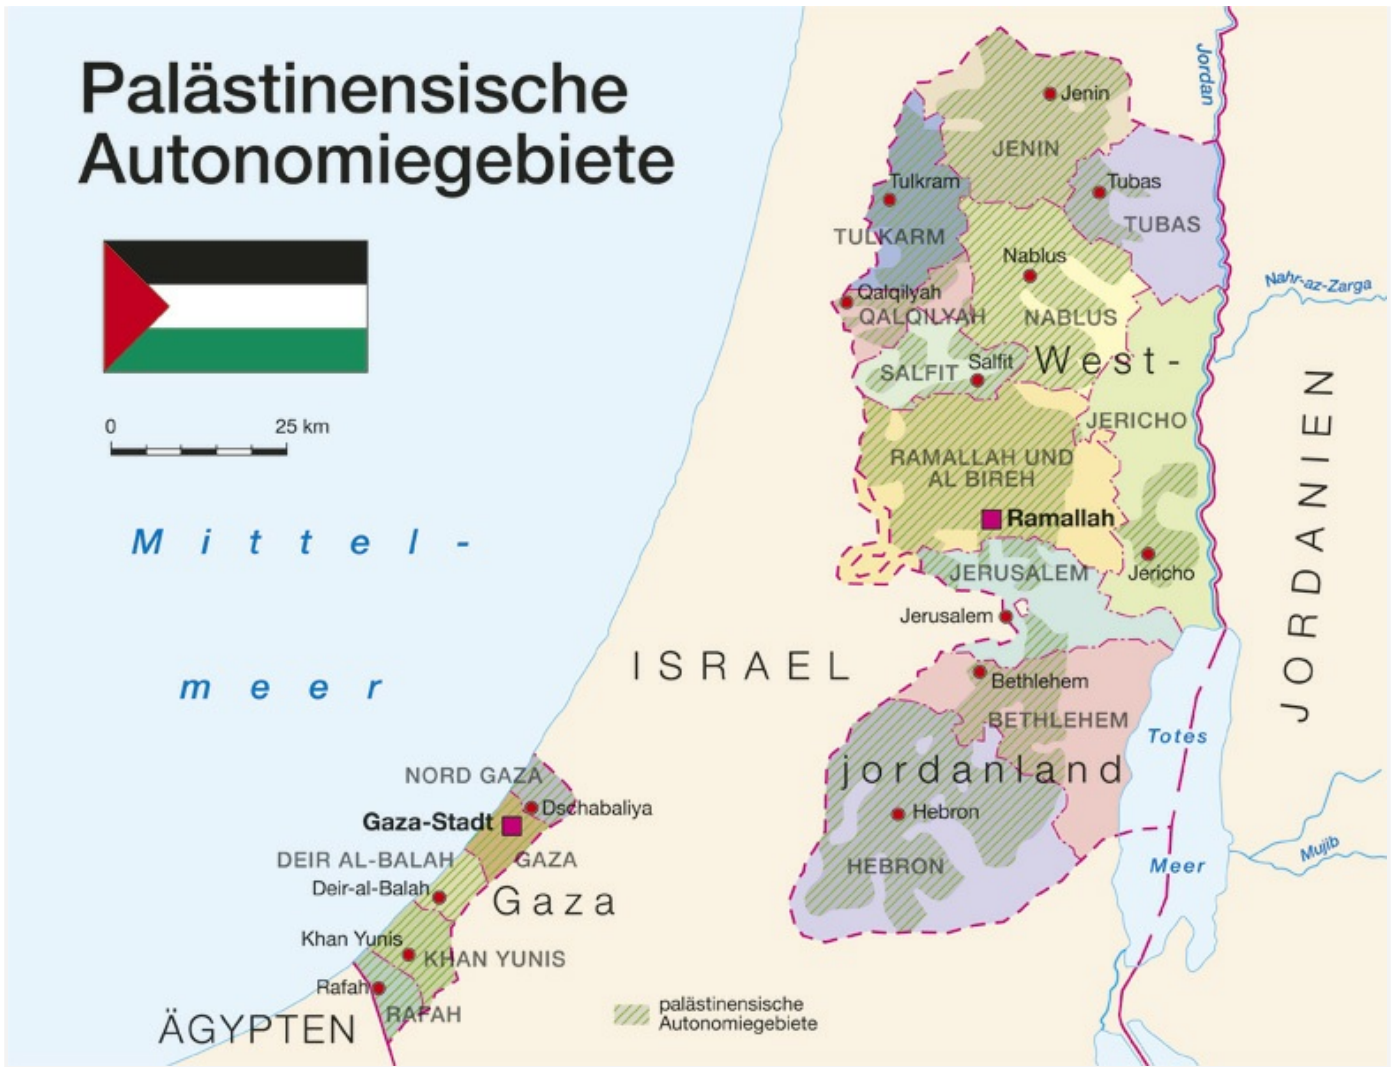 Palästinensische
Autonomiegebiete
0 25 km
Mittel-
meer
Jordan
Jenin
JENIN
Tulkram
TULKARM
Tubas
TUBAS
Nablus
NABLUS
Qalqilyah
QALQILYAH
Salfit
SALFIT
West-
Nahr-az-Zarga
JERICHO
RAMALLAH UND
AL BIREH
Ramallah
JERUSALEM
Jericho
Jerusalem
ISRAEL
JORDANIEN
Bethlehem
BETHLEHEM
Totes
jordanland
Hebron
HEBRON
Meer
Mujib
NORD GAZA
Dschabaliya
Gaza-Stadt
DEIR AL-BALAH
GAZA
Deir-al-Balah
Gaza
Khan Yunis
KHAN YUNIS
Rafah
RAFAH
ÄGYPTEN
palästinensische
Autonomiegebiete